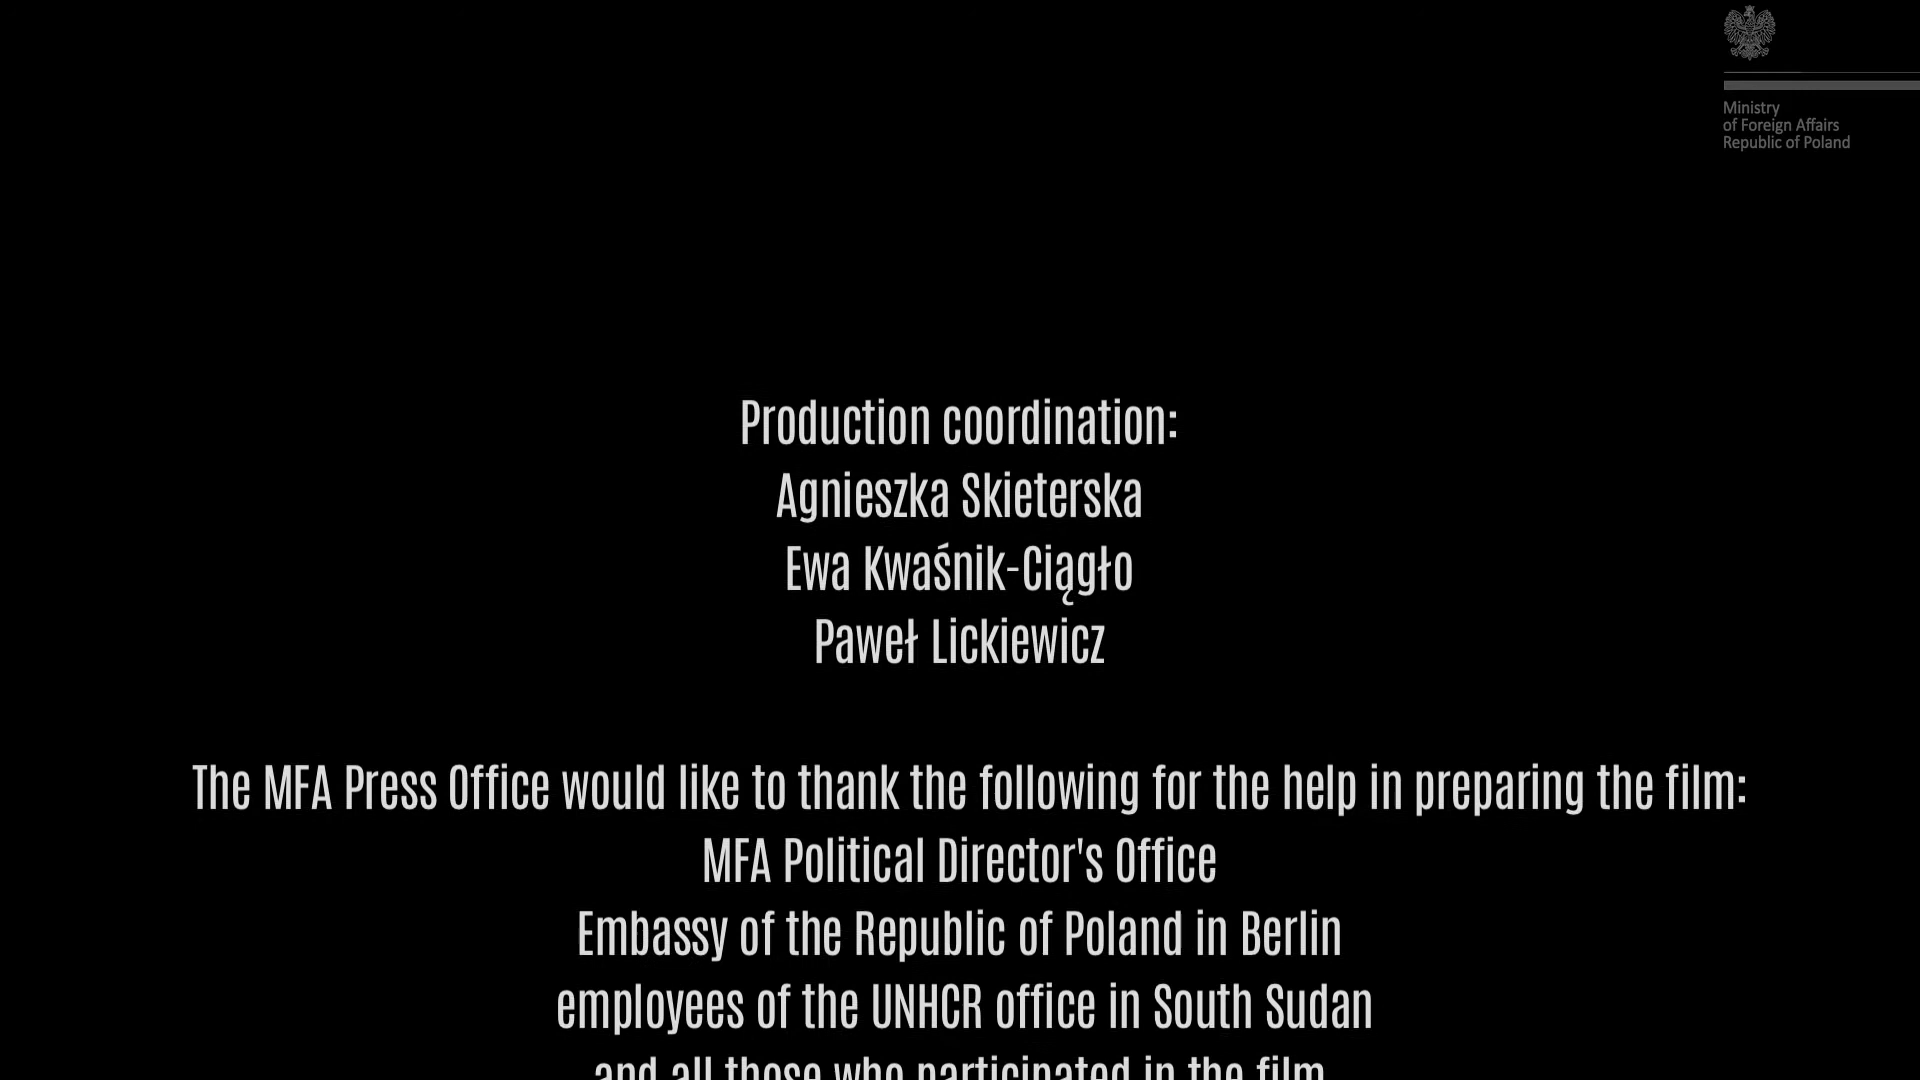 Ministry
of Foreign Affairs
Republic of Poland
Production coordination:
Agnieszka Skieterska
Ewa Kwaśnik-Ciągło
Paweł Lickiewicz
The MFA Press Office would like to thank the following for the help in preparing the film:
MFA Political Director's Office
Embassy of the Republic of Poland in Berlin
employees of the UNHCR office in South Sudan
and all those who participated in the film